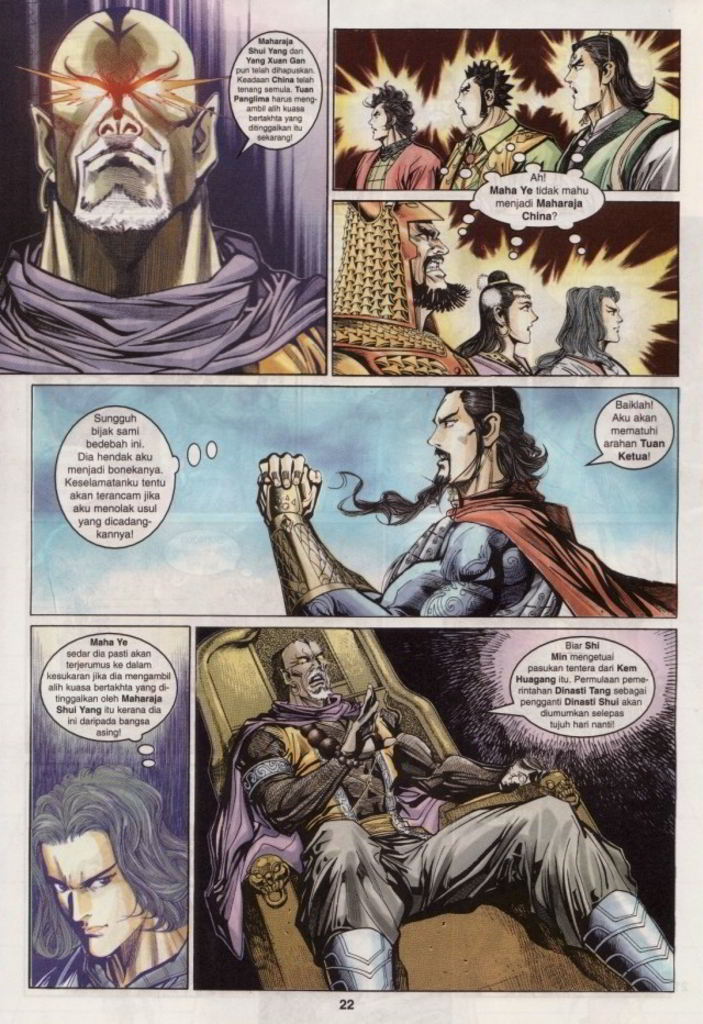 Maharaja
Shui Yang dan
Yang Xuan Gan
pun telah dihapuskan.
Keadaan China telah
tenang semula. Tuan
Panglima harus meng-
ambil alih kuasa
bertakhta yang
ditinggalkan itu
sekarang!
Ah!
Maha Ye tidak mahu
menjadi Maharaja
China?
Sungguh
bijak sami
bedebah ini.
Dia hendak aku
menjadi bonekanya.
Keselamatanku tentu
akan terancam jika
aku menolak usul
yang dicadang-
kannya!
Baiklah!
Aku akan
mematuhi
arahan Tuan
Ketua!
Maha Ye
sedar dia pasti akan
terjerumus ke dalam
kesukaran jika dia mengambil
alih kuasa bertakhta yang di-
tinggalkan oleh Maharaja
Shui Yang itu kerana dia
ini daripada bangsa
asing!
Biar Shi
Min mengetuai
pasukan tentera dari Kem
Huagang itu. Permulaan peme-
rintahan Dinasti Tang sebagai
pengganti Dinasti Shui akan
diumumkan selepas
tujuh hari nanti!
22